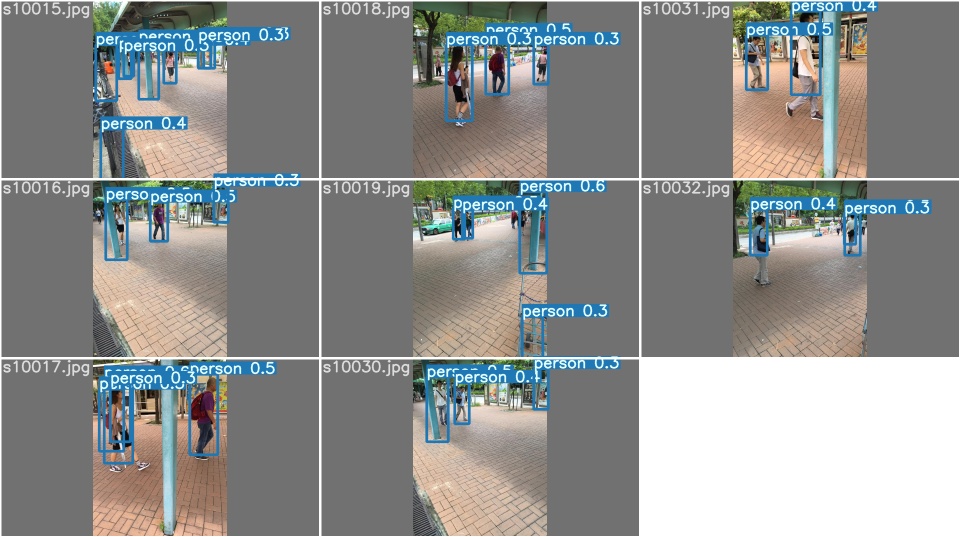 s10015.jpg
person 0.3
person 0.5
person 0.4
s10018.jpg
person 0.5
person 0.3
person 0.3
s10031.jpg
person 0.4
person 0.5
s10016.jpg
person 0.3
perso
person 0.5
s10019.jpg
person 0.6
person 0.4
person 0.3
s10032.jpg
person 0.4
person 0.3
s10017.jpg
person 0.5
person 0.3
s10030.jpg
person 0.3
person 0.4